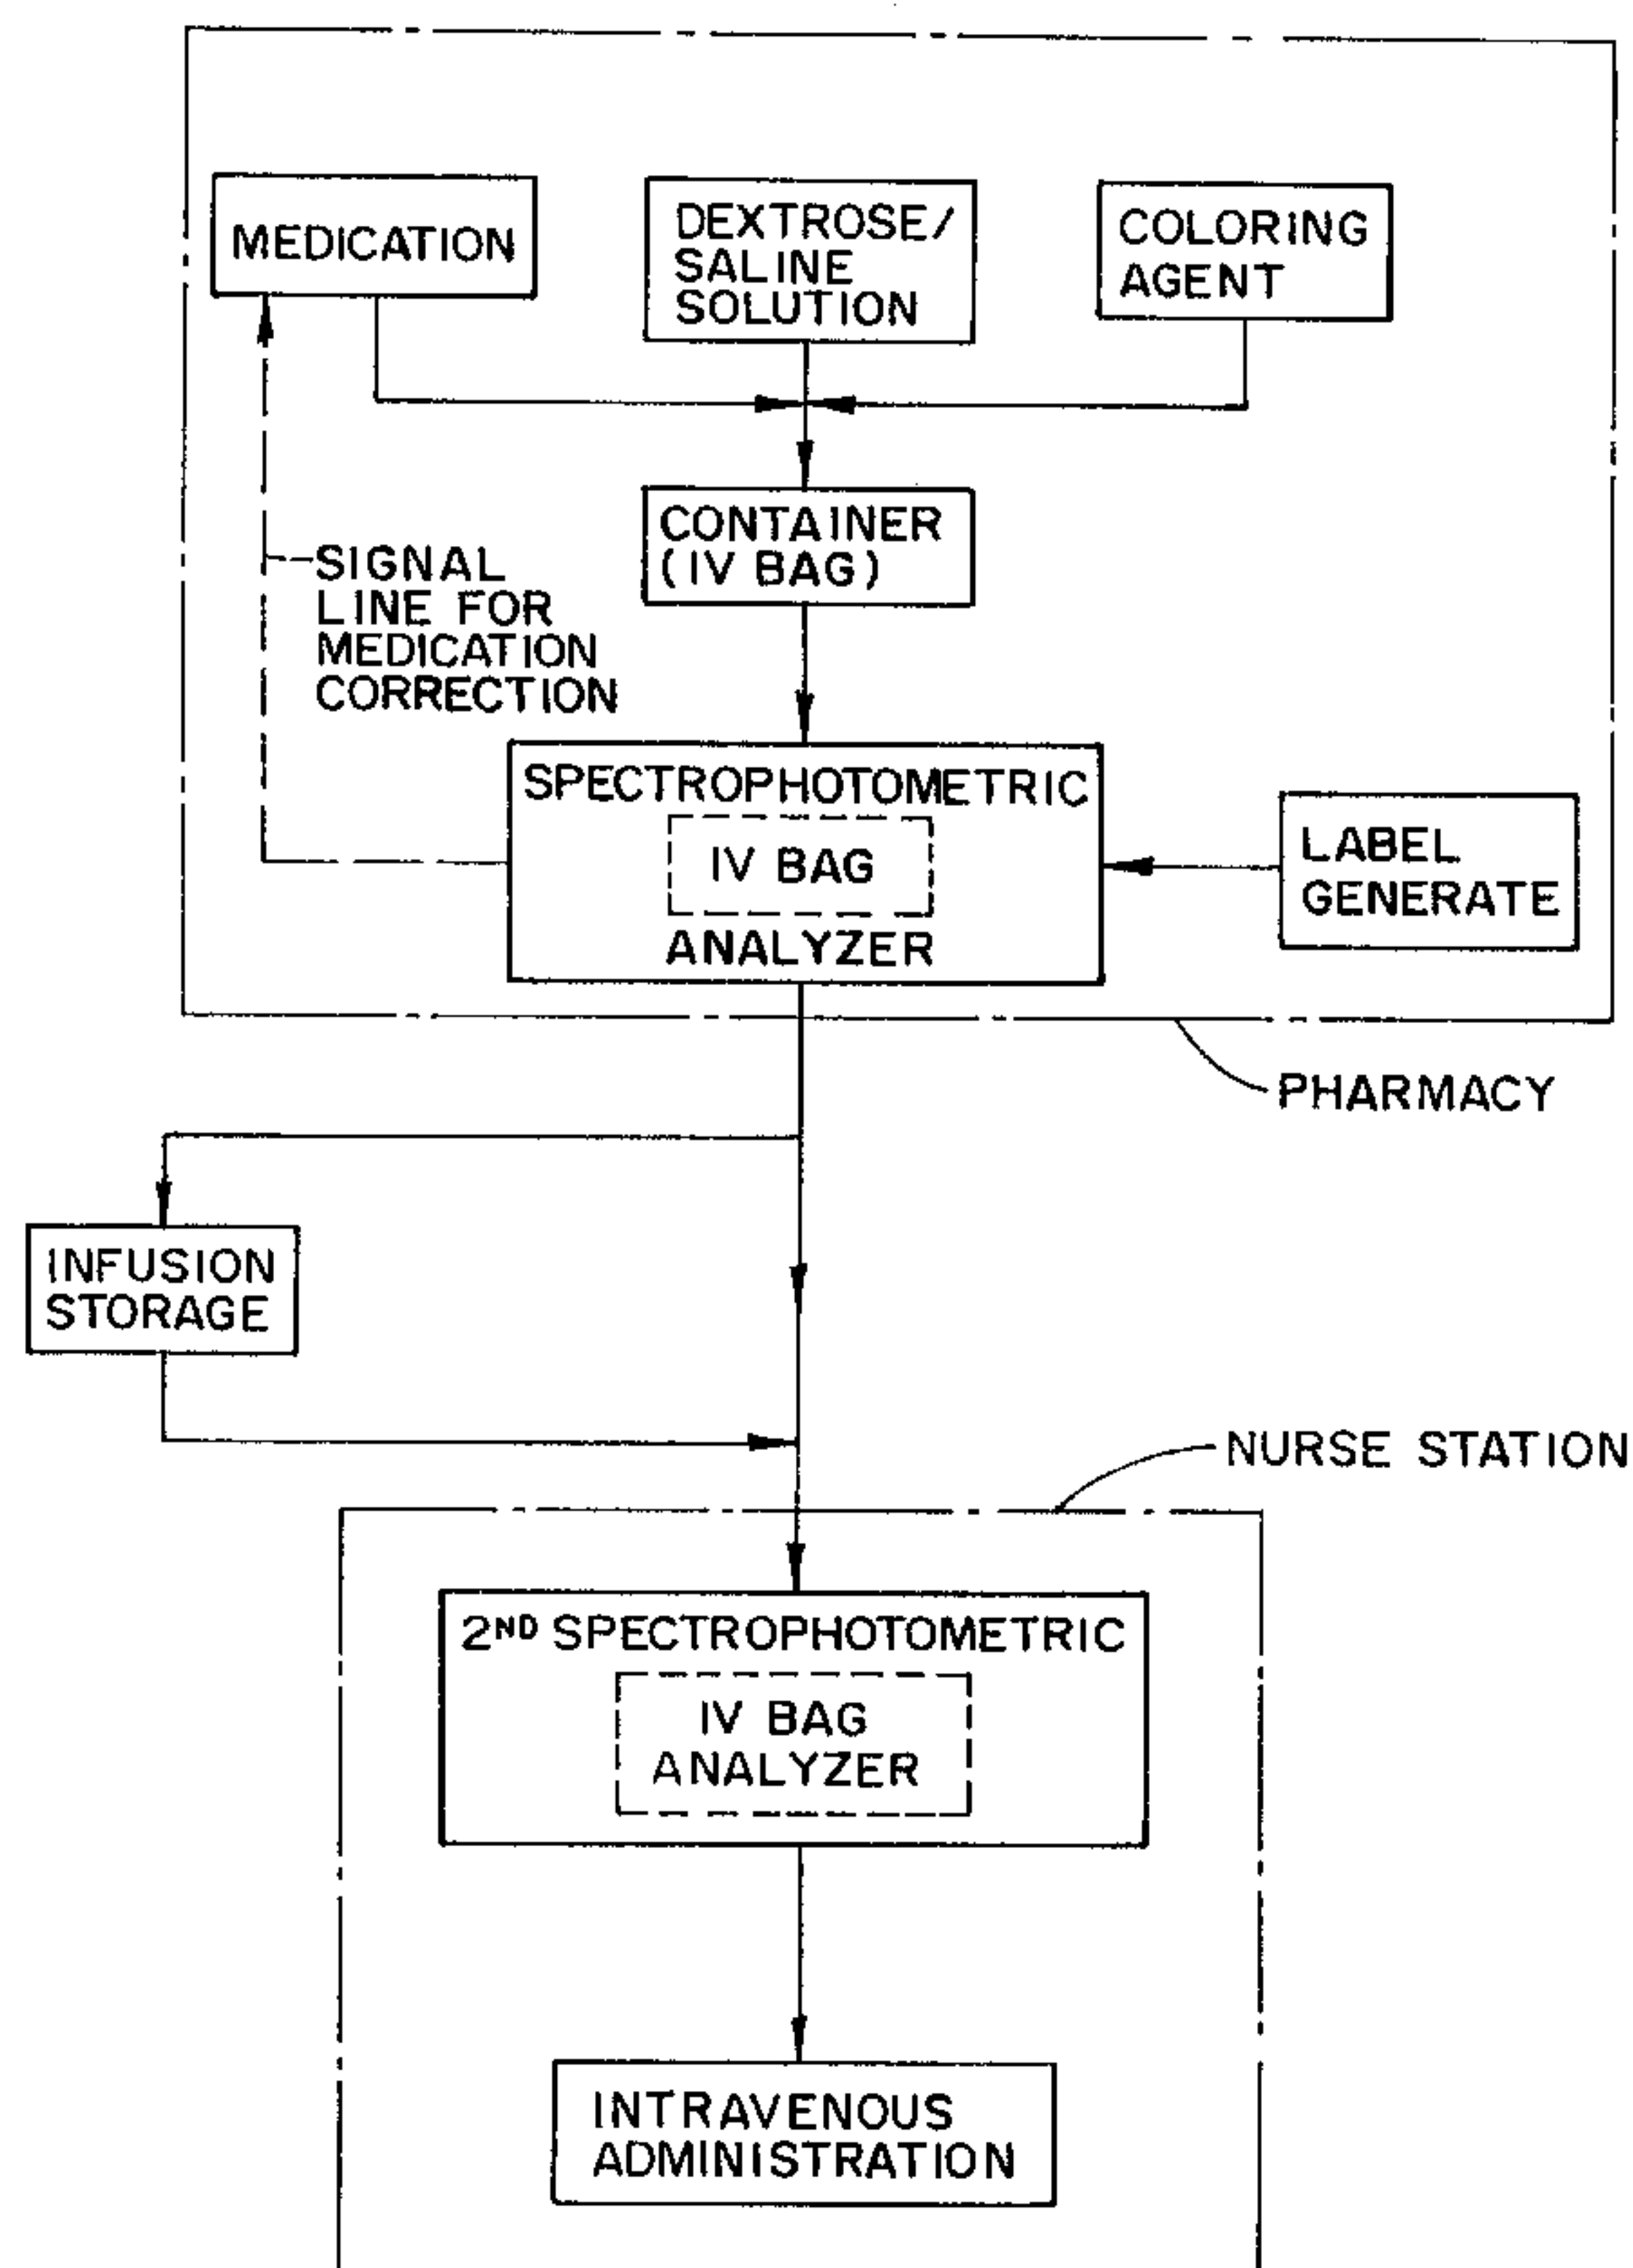 MEDICATION
DEXTROSE/
SALINE
SOLUTION
COLORING
AGENT
CONTAINER
(IV BAG)
SIGNAL
LINE FOR
MEDICATION
CORRECTION
SPECTROPHOTOMETRIC
IV BAG
ANALYZER
LABEL
GENERATE
PHARMACY
INFUSION
STORAGE
NURSE STATION
2ND SPECTROPHOTOMETRIC
IV BAG
ANALYZER
INTRAVENOUS
ADMINISTRATION